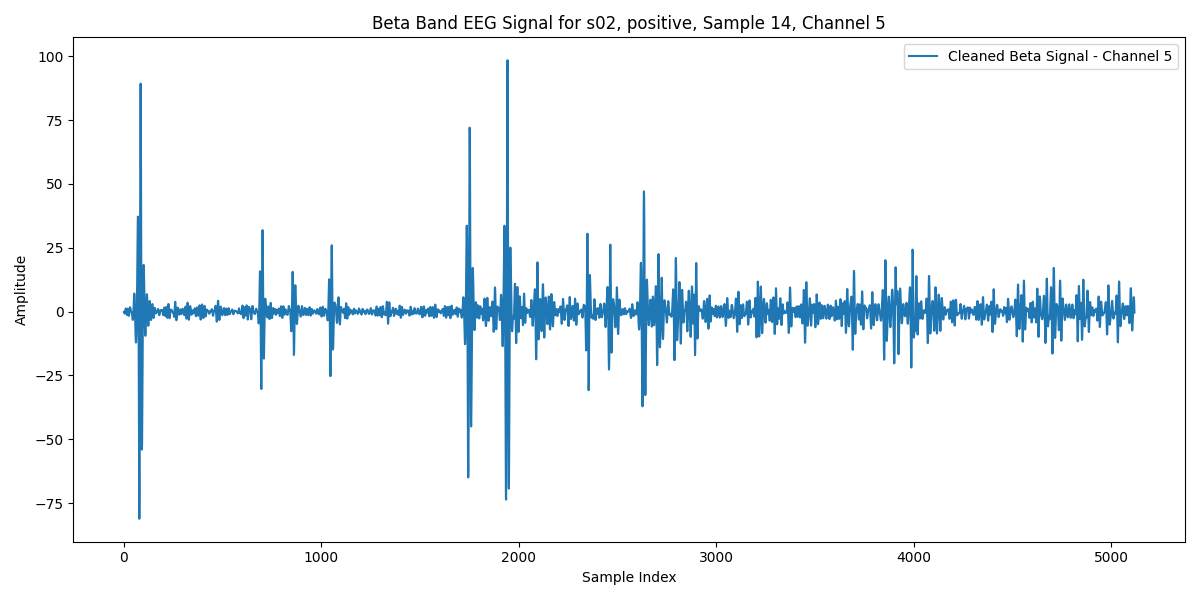 Beta Band EEG Signal for s02, positive, Sample 14, Channel 5
Cleaned Beta Signal - Channel 5
Amplitude
100
75
50
25
0
−25
−50
−75
0 1000 2000 3000 4000 5000
Sample Index